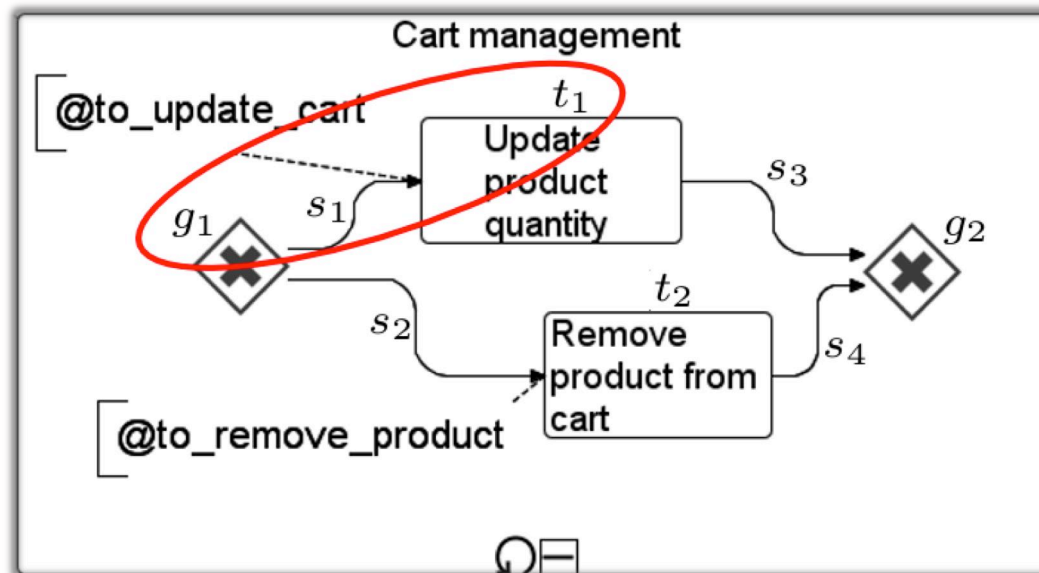 Cart management
@to_update_cart
t₁
Update
product
quantity
s₁
s₃
g₁
g₂
t₂
s₂
Remove
product from
cart
s₄
@to_remove_product